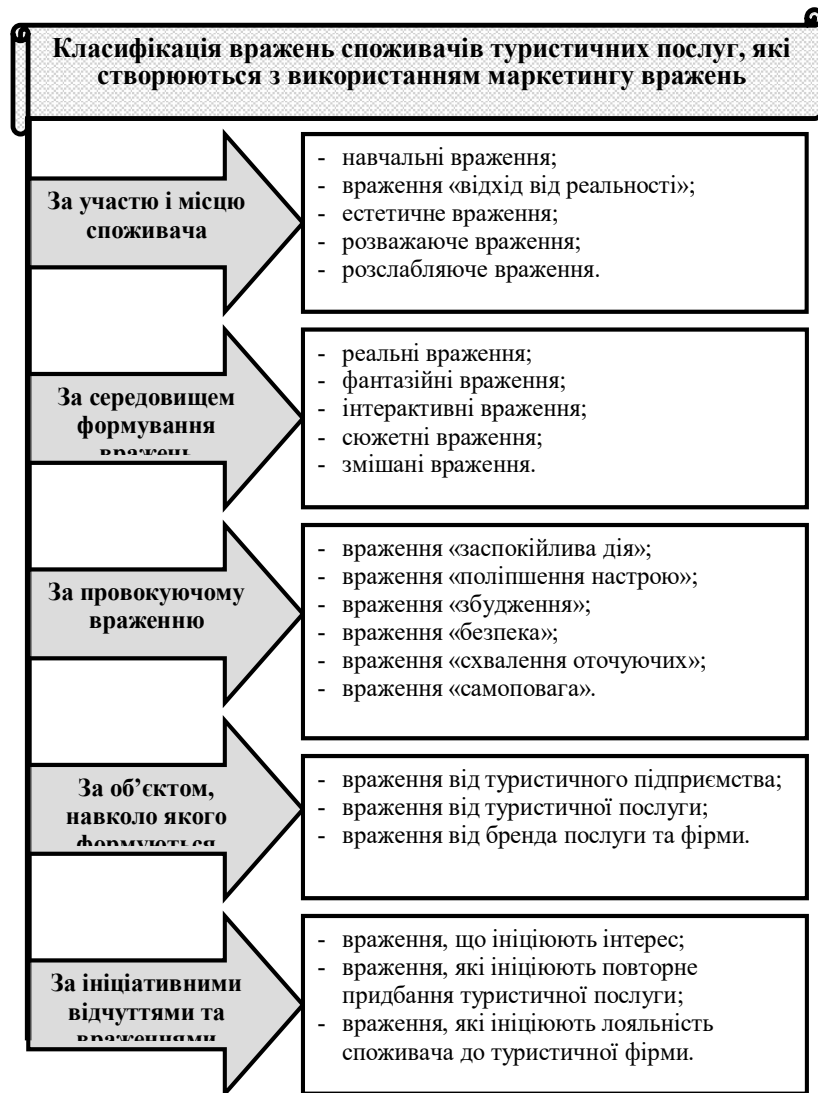 Класифікація вражень споживачів туристичних послуг, які
створюються з використанням маркетингу вражень
За участю і місцю
споживача
- навчальні враження;
- враження «відхід від реальності»;
- естетичне враження;
- розважаюче враження;
- розслабляюче враження.
За середовищем
формування
вражень
- реальні враження;
- фантазійні враження;
- інтерактивні враження;
- сюжетні враження;
- змішані враження.
За провокуючому
враженню
- враження «заспокійлива дія»;
- враження «поліпшення настрою»;
- враження «збудження»;
- враження «безпека»;
- враження «схвалення оточуючих»;
- враження «самоповага».
За об’єктом,
навколо якого
формуються
- враження від туристичного підприємства;
- враження від туристичної послуги;
- враження від бренда послуги та фірми.
За ініціативними
відчуттями та
враженнями
- враження, що ініціюють інтерес;
- враження, які ініціюють повторне
придбання туристичної послуги;
- враження, які ініціюють лояльність
споживача до туристичної фірми.